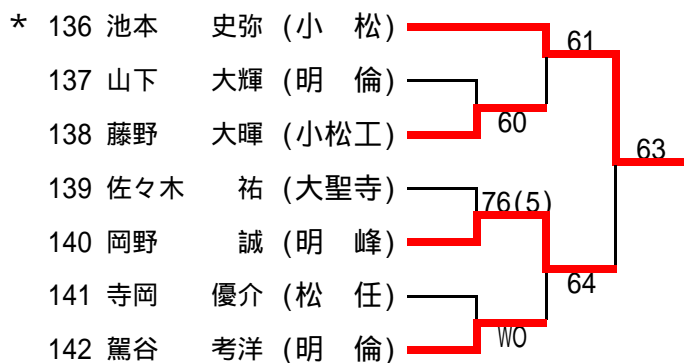 * 136 池本 史弥 (小 松)
61
137 山下 大輝 (明 倫)
60
138 藤野 大暉 (小松工)
63
139 佐々木 祐 (大聖寺)
76(5)
140 岡野 誠 (明 峰)
64
141 寺岡 優介 (松 任)
WO
142 駕谷 考洋 (明 倫)